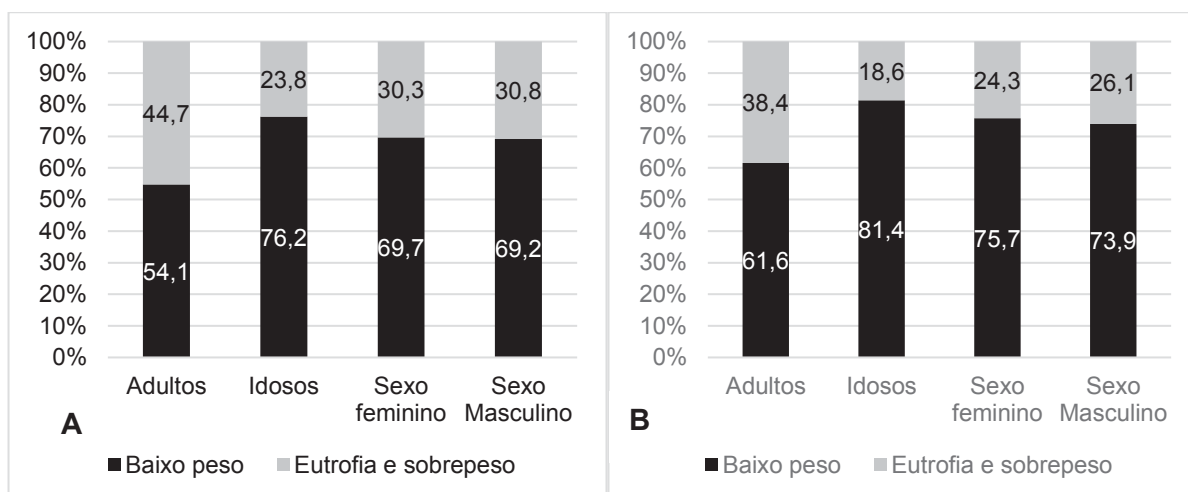 100%
90%
80%
70%
60%
50%
40%
30%
20%
10%
0%
44,7
23,8
30,3
30,8
54,1
76,2
69,7
69,2
Adultos
Idosos
Sexo
feminino
Sexo
Masculino
A
Baixo peso
Eutrofia e sobrepeso
100%
90%
80%
70%
60%
50%
40%
30%
20%
10%
0%
38,4
18,6
24,3
26,1
61,6
81,4
75,7
73,9
Adultos
Idosos
Sexo
feminino
Sexo
Masculino
B
Baixo peso
Eutrofia e sobrepeso